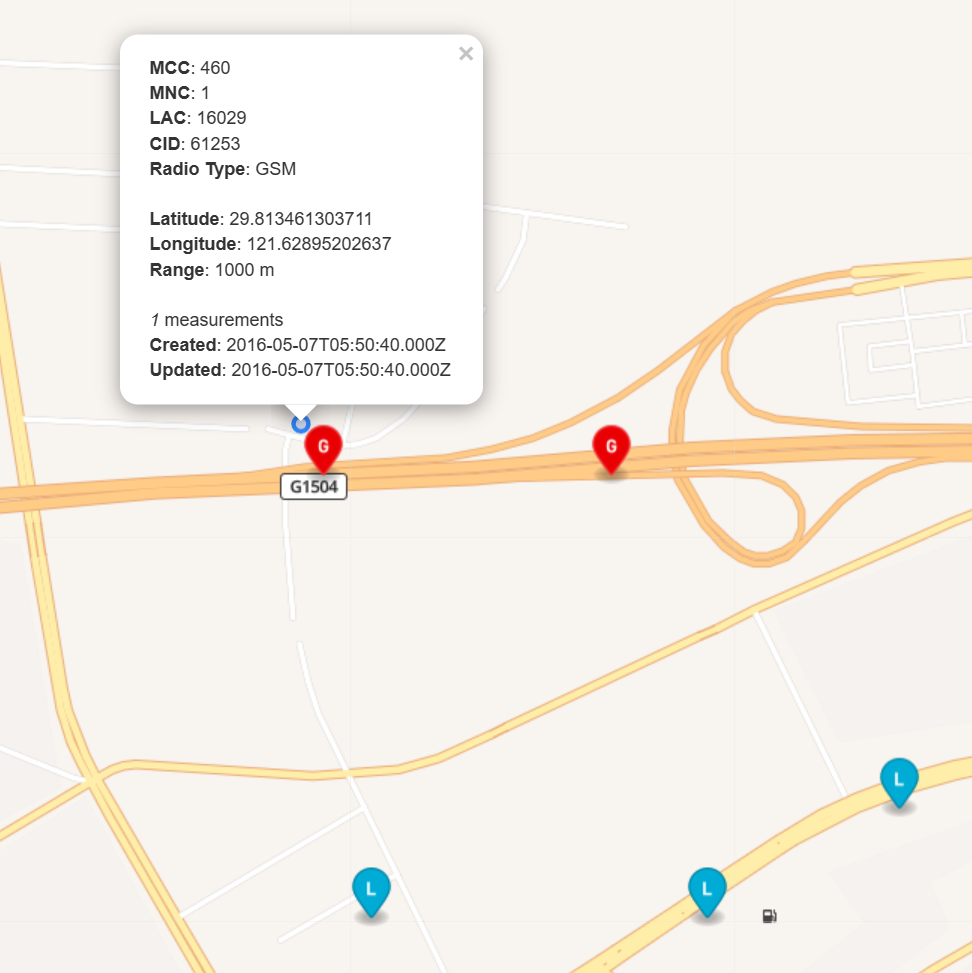 ×
MCC: 460
MNC: 1
LAC: 16029
CID: 61253
Radio Type: GSM
Latitude: 29.813461303711
Longitude: 121.62895202637
Range: 1000 m
1 measurements
Created: 2016-05-07T05:50:40.000Z
Updated: 2016-05-07T05:50:40.000Z
G
G
G1504
L
L
L